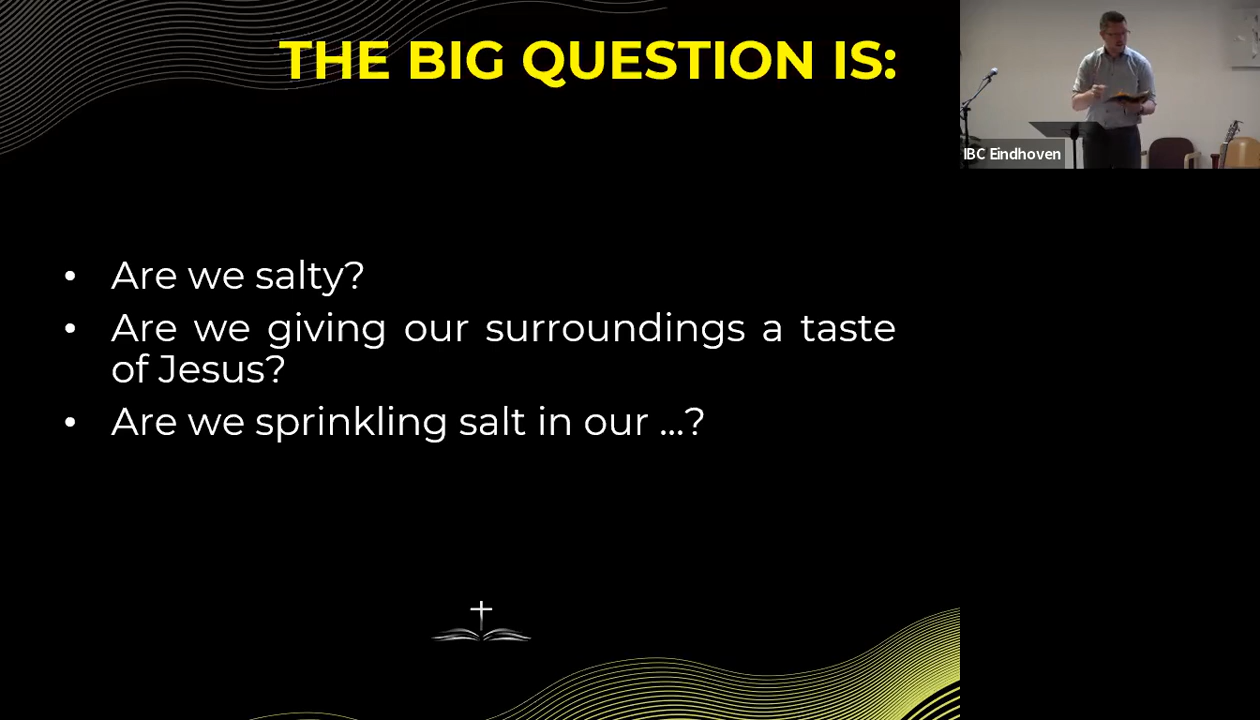 THE BIG QUESTION IS:
IBC Eindhoven
• Are we salty?
• Are we giving our surroundings a taste
of Jesus?
• Are we sprinkling salt in our ...?